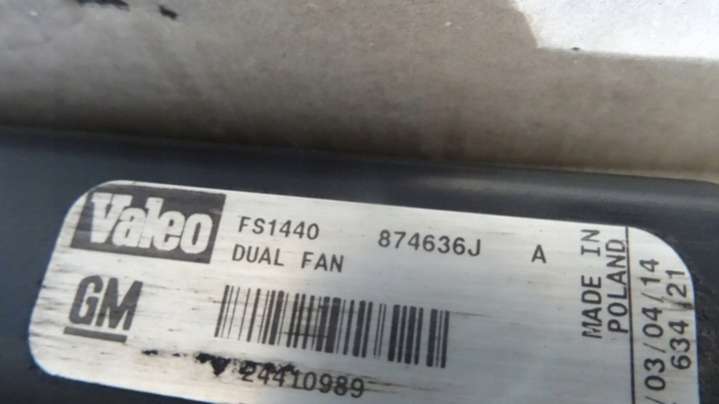 Valeo
FS1440 874636J A
DUAL FAN
GM
24410989
MADE IN
POLAND
/03/04/14
634 21